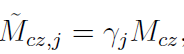 M̃_{cz,j} = γ_j M_{cz},